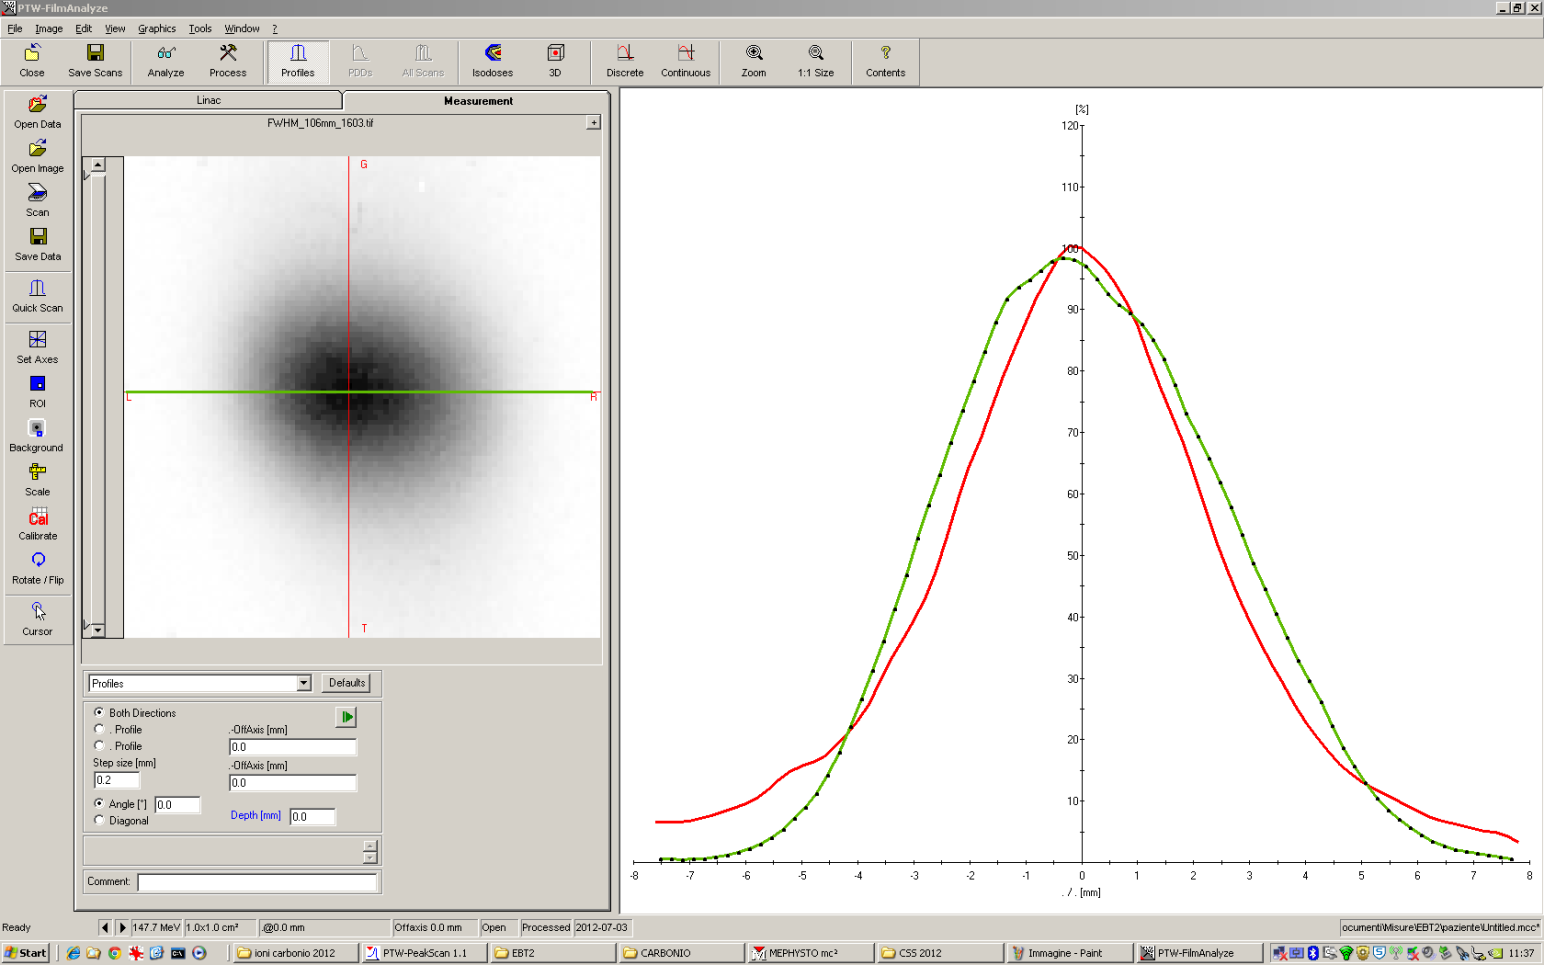 PTW-FilmAnalyze
File Image Edit View Graphics Tools Window ?
Close Save Scans Analyze Process Profiles PDDs All Scans Isodoses 3D Discrete Continuous Zoom 1:1 Size Contents
Open Data
Open Image
Scan
Save Data
Quick Scan
Set Axes
ROI
Background
Scale
Cal
Calibrate
Rotate / Flip
Cursor
Linac Measurement
FWHM_106mm_1603.tif +
G
L R
T
Profiles Defaults
Both Directions
. Profile .-OffAxis [mm]
0.0
. Profile
Step size [mm] .-OffAxis [mm]
0.2 0.0
Angle [°] 0.0
Depth [mm] 0.0
Diagonal
Comment:
[%]
120
110
100
90
80
70
60
50
40
30
20
10
-8 -7 -6 -5 -4 -3 -2 -1 0 1 2 3 4 5 6 7 8
. / . [mm]
Ready 147.7 MeV 1.0x1.0 cm² .@0.0 mm Offaxis 0.0 mm Open Processed 2012-07-03 ocumenti\Misure\EBT2\paziente\Untitled.mcc*
Start ioni carbonio 2012 PTW-PeakScan 1.1 EBT2 CARBONIO MEPHYSTO mc² CSS 2012 Immagine - Paint PTW-FilmAnalyze 11:37